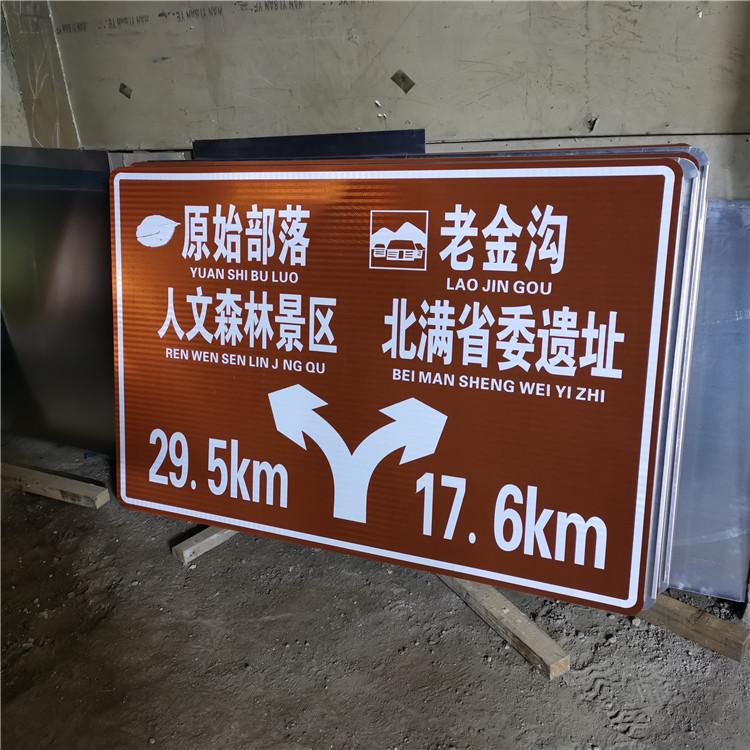 原始部落
YUAN SHI BU LUO
人文森林景区
REN WEN SEN LIN J NG QU
29.5km
老金沟
LAO JIN GOU
北满省委遗址
BEI MAN SHENG WEI YI ZHI
17.6km